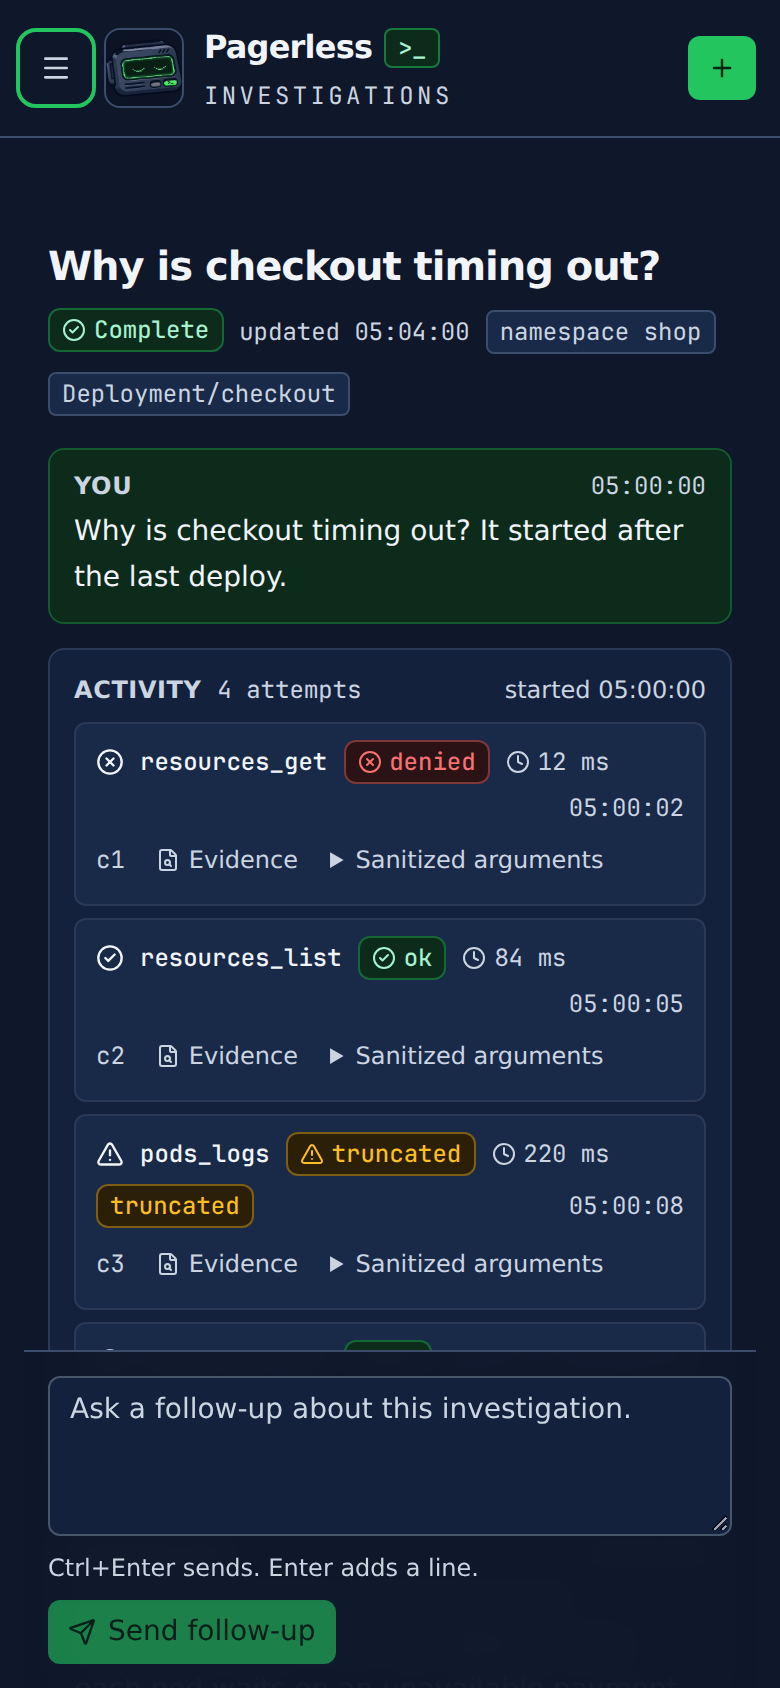 Pagerless >_
INVESTIGATIONS
+
Why is checkout timing out?
Complete updated 05:04:00 namespace shop
Deployment/checkout
YOU 05:00:00
Why is checkout timing out? It started after
the last deploy.
ACTIVITY 4 attempts started 05:00:00
resources_get denied 12 ms
05:00:02
c1 Evidence Sanitized arguments
resources_list ok 84 ms
05:00:05
c2 Evidence Sanitized arguments
pods_logs truncated 220 ms
truncated 05:00:08
c3 Evidence Sanitized arguments
Ask a follow-up about this investigation.
Ctrl+Enter sends. Enter adds a line.
Send follow-up